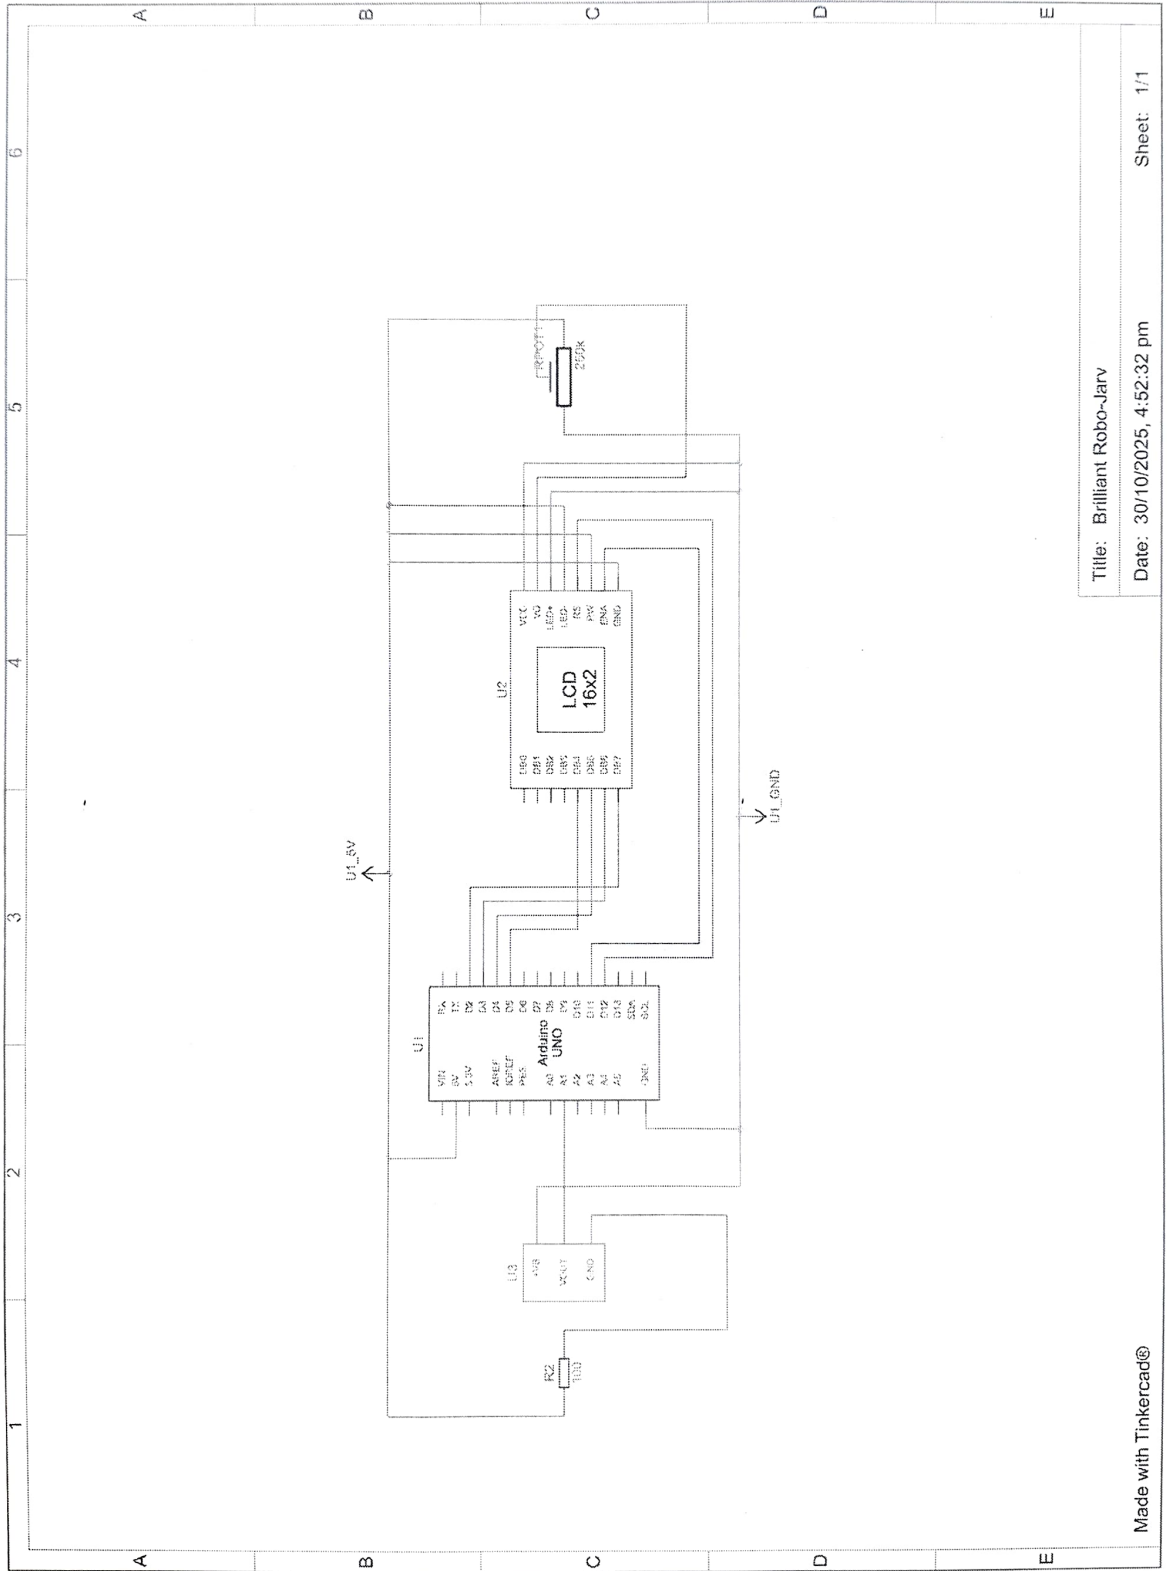 1
2
3
4
5
6
A
B
C
D
E
A
B
C
D
E
U1_5V
U1
VIN
5V
3.3V
AREF
IOREF
RES
A0
A1
A2
A3
A4
A5
GND
RX
TX
D2
D3
D4
D5
D6
D7
D8
D9
D10
D11
D12
D13
SDA
SCL
Arduino
UNO
U2
DB0
DB1
DB2
DB3
DB4
DB5
DB6
DB7
LCD
16x2
VCC
V0
LED+
LED-
RS
RW
ENA
GND
250k
U3
VOUT
GND
R2
100
U1_GND
Title: Brilliant Robo-Jarv
Date: 30/10/2025, 4:52:32 pm
Sheet: 1/1
Made with Tinkercad®